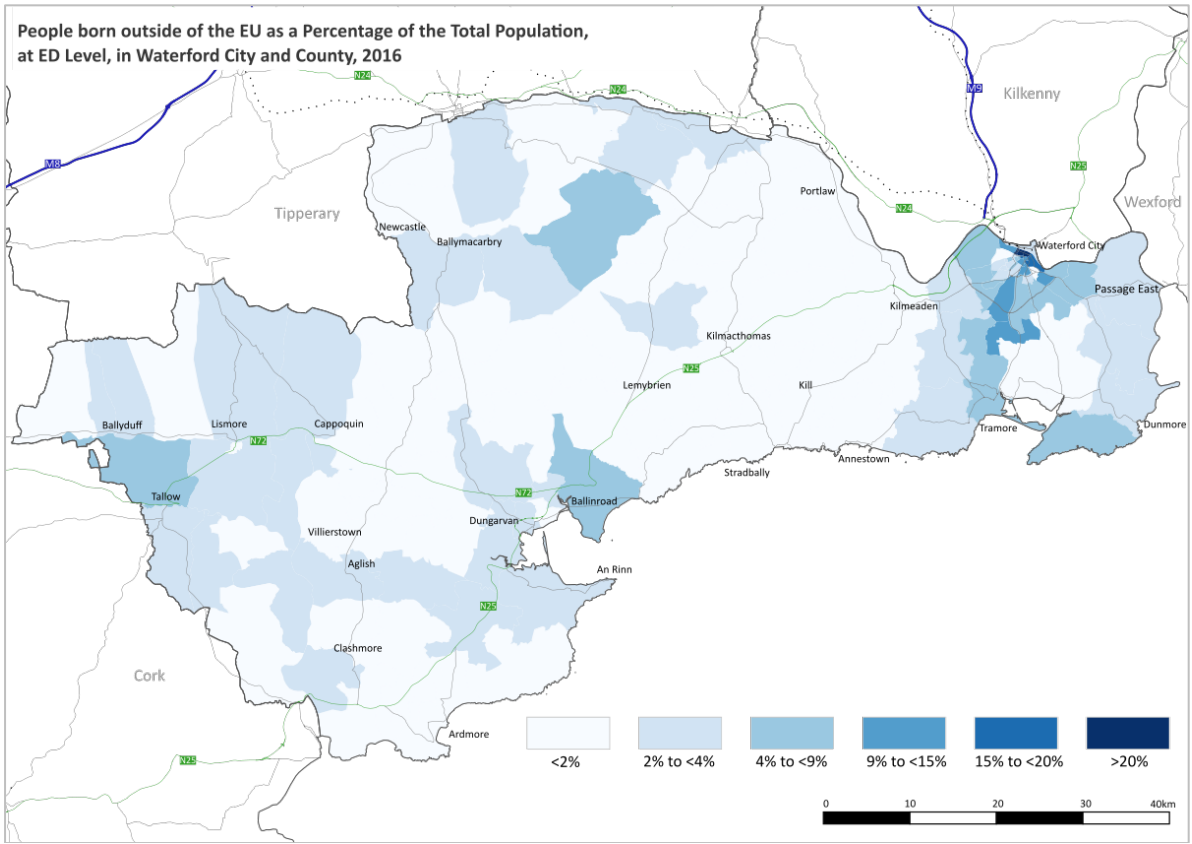 People born outside of the EU as a Percentage of the Total Population,
at ED Level, in Waterford City and County, 2016
N24
N24
M9
Kilkenny
M8
N25
Portlaw
Tipperary
N24
Wexford
Newcastle
Ballymacarbry
Waterford City
Passage East
Kilmeaden
Kilmacthomas
N25
Lemybrien
Kill
Ballyduff
Lismore
Cappoquin
N72
Tramore
Dunmore
Annestown
Stradbally
Tallow
N72
Ballinroad
Dungarvan
Villierstown
Aglish
An Rinn
N25
Clashmore
Cork
Ardmore
N25
<2%
2% to <4%
4% to <9%
9% to <15%
15% to <20%
>20%
0 10 20 30 40km